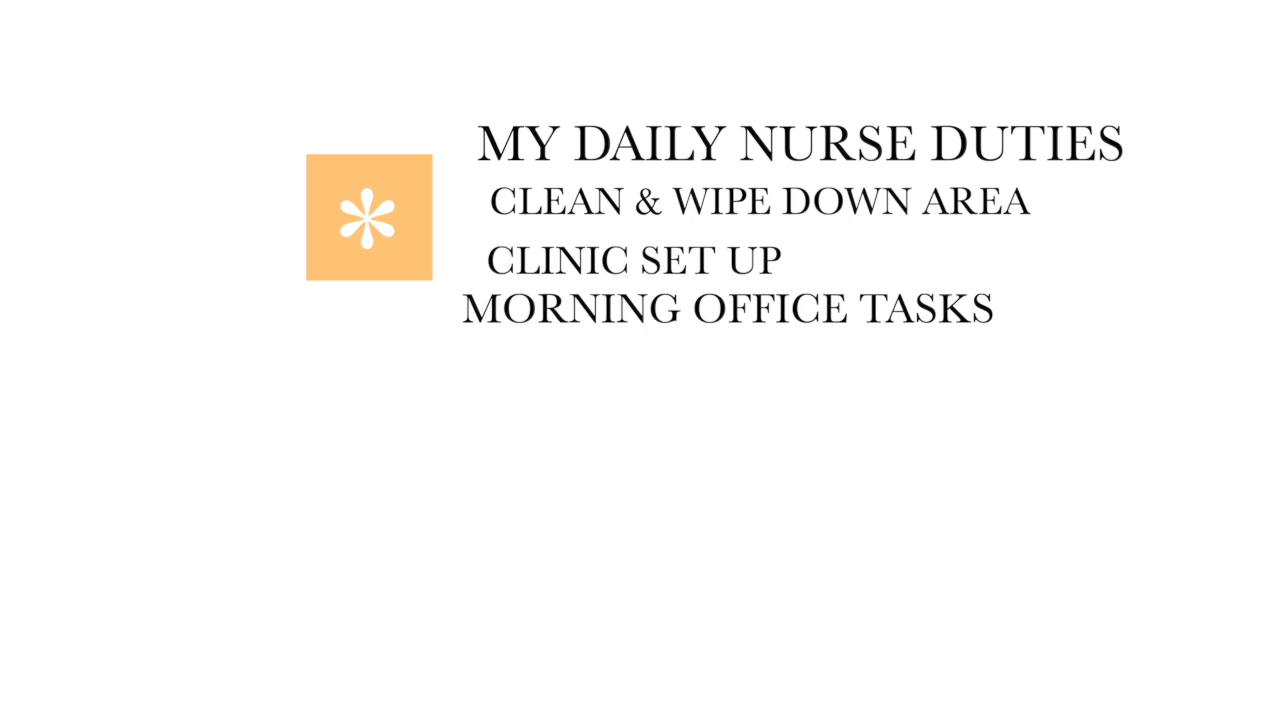 MY DAILY NURSE DUTIES
CLEAN & WIPE DOWN AREA
*
CLINIC SET UP
MORNING OFFICE TASKS